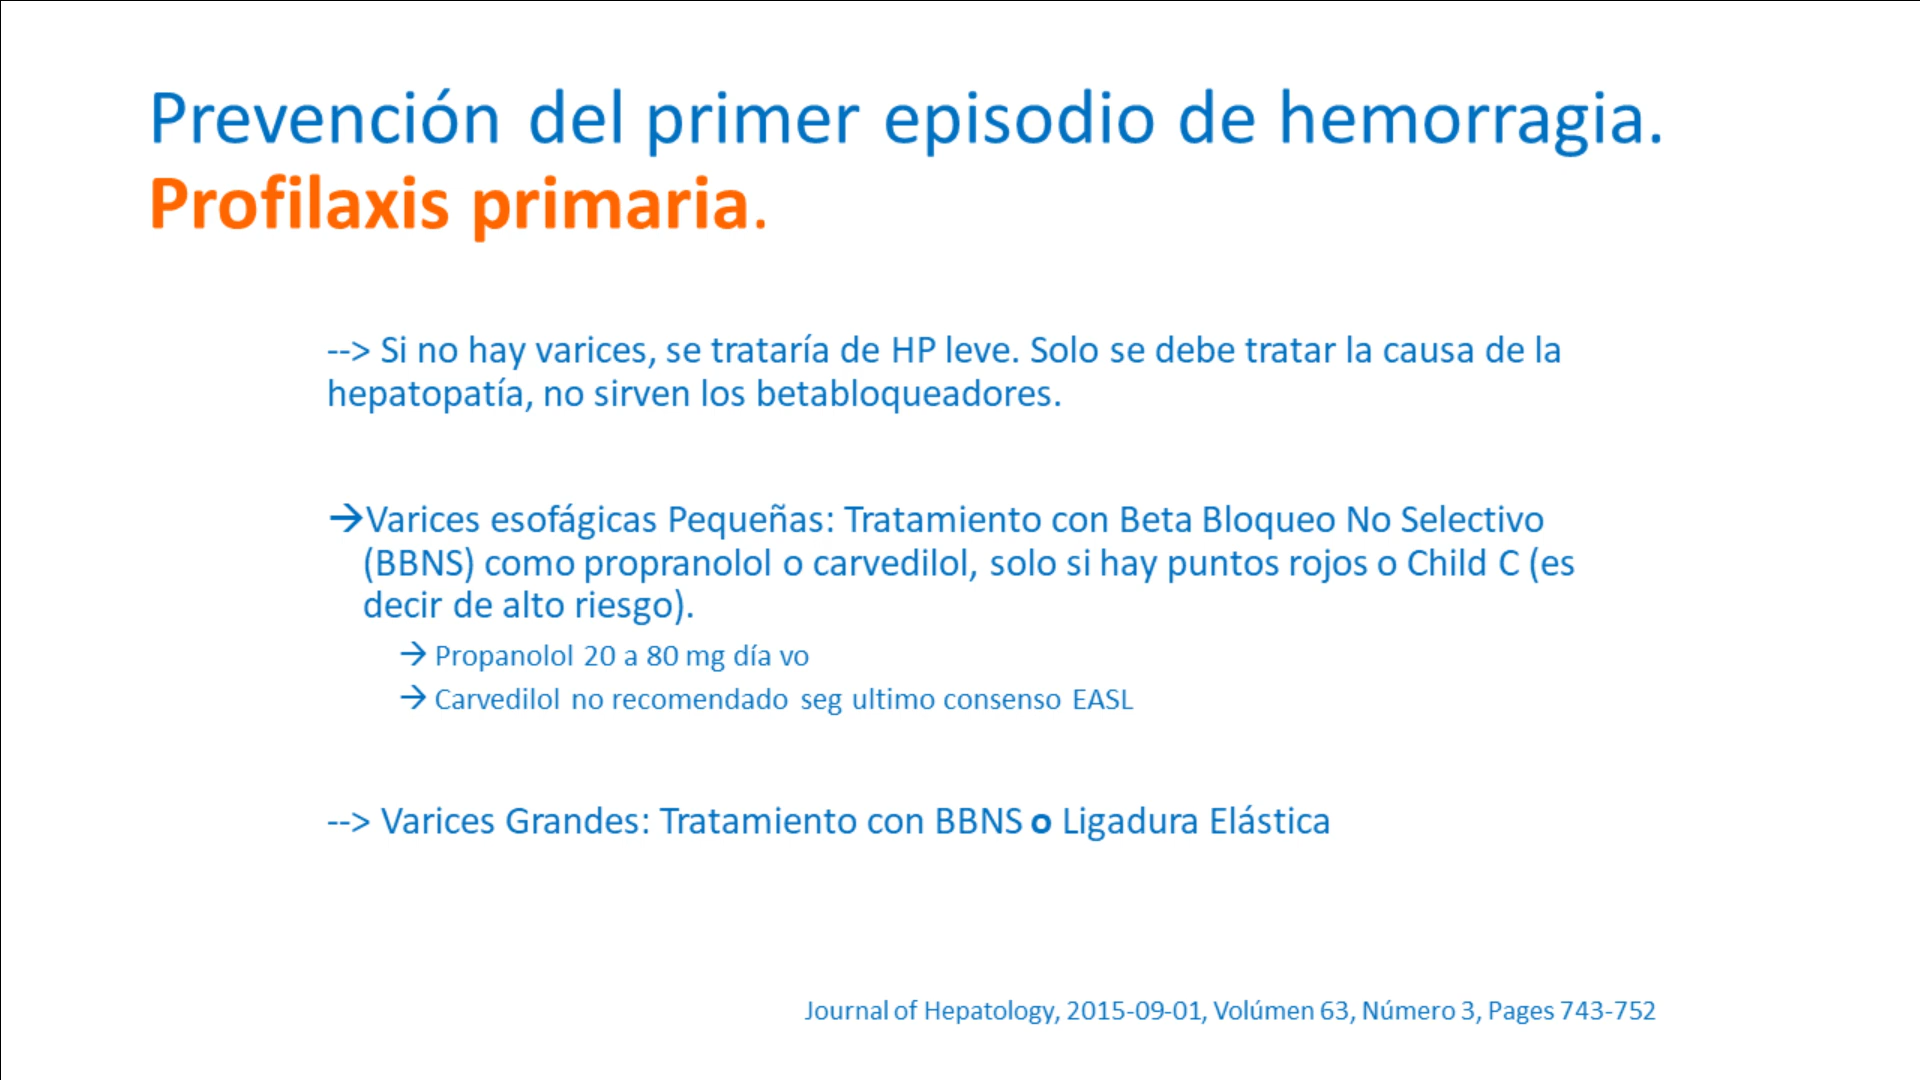 Prevención del primer episodio de hemorragia.
Profilaxis primaria.
--> Si no hay varices, se trataría de HP leve. Solo se debe tratar la causa de la
hepatopatía, no sirven los betabloqueadores.
→Varices esofágicas Pequeñas: Tratamiento con Beta Bloqueo No Selectivo
(BBNS) como propranolol o carvedilol, solo si hay puntos rojos o Child C (es
decir de alto riesgo).
→ Propanolol 20 a 80 mg día vo
→ Carvedilol no recomendado seg ultimo consenso EASL
--> Varices Grandes: Tratamiento con BBNS o Ligadura Elástica
Journal of Hepatology, 2015-09-01, Volúmen 63, Número 3, Pages 743-752